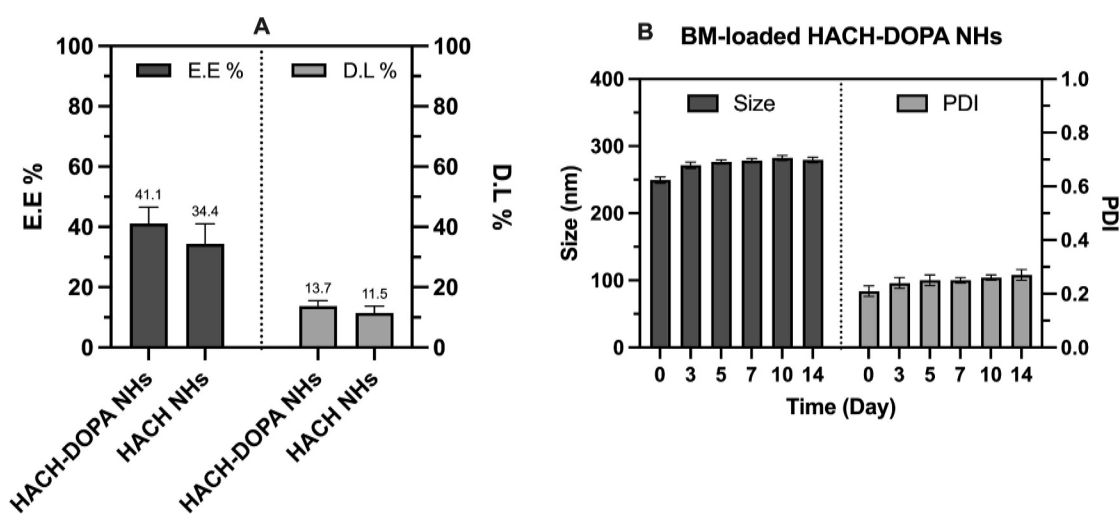 A
100
80
60
40
20
0
E.E %
E.E %
D.L %
41.1
34.4
13.7
11.5
100
80
60
40
20
0
D.L %
HACH-DOPA NHs
HACH NHs
HACH-DOPA NHs
HACH NHs
B
BM-loaded HACH-DOPA NHs
400
300
200
100
0
Size (nm)
Size
PDI
1.0
0.8
0.6
0.4
0.2
0.0
PDI
0 3 5 7 10 14 0 3 5 7 10 14
Time (Day)